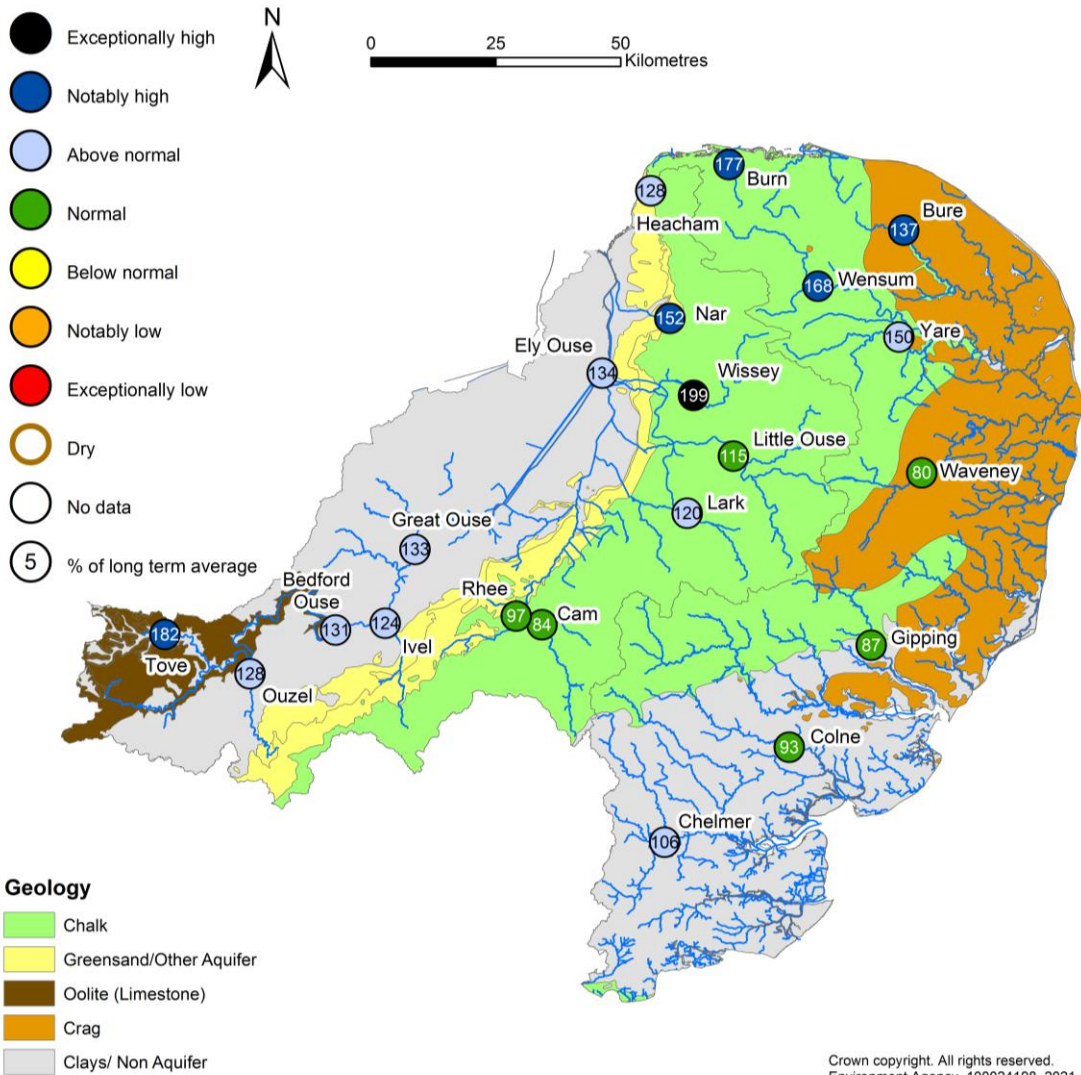 Exceptionally high
Notably high
Above normal
Normal
Below normal
Notably low
Exceptionally low
Dry
No data
5 % of long term average
N
0 25 50
Kilometres
177
Burn
128
Heacham
Bure
137
Wensum
168
Nar
152
Yare
150
Ely Ouse
134
Wissey
199
Little Ouse
115
Waveney
80
Lark
120
Great Ouse
133
Bedford
Ouse
131
124
Ivel
Rhee
97
Cam
84
182
Tove
128
Ouzel
Gipping
87
Colne
93
Chelmer
106
Geology
Chalk
Greensand/Other Aquifer
Oolite (Limestone)
Crag
Clays/ Non Aquifer
Crown copyright. All rights reserved.